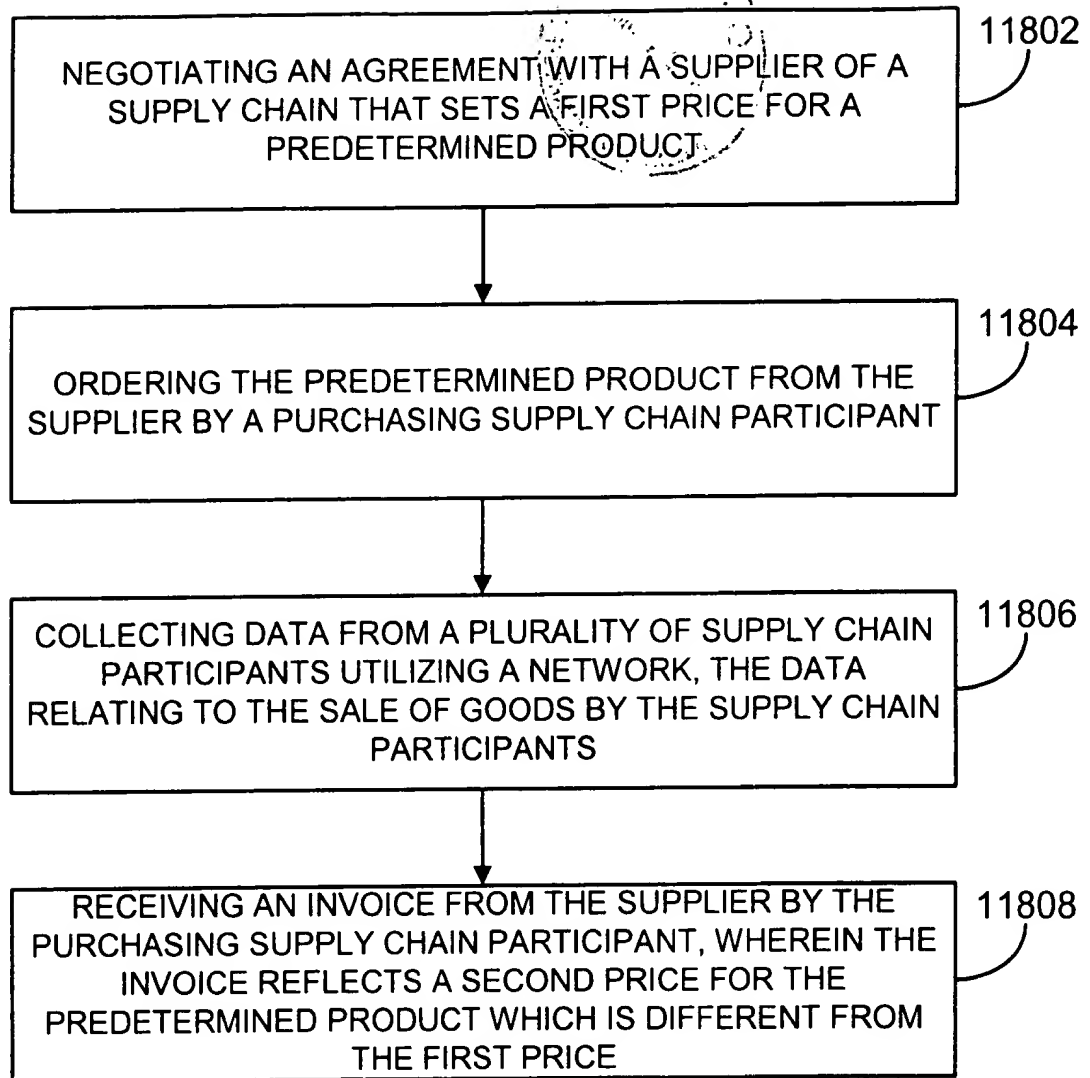 11802
NEGOTIATING AN AGREEMENT WITH A SUPPLIER OF A
SUPPLY CHAIN THAT SETS A FIRST PRICE FOR A
PREDETERMINED PRODUCT
11804
ORDERING THE PREDETERMINED PRODUCT FROM THE
SUPPLIER BY A PURCHASING SUPPLY CHAIN PARTICIPANT
11806
COLLECTING DATA FROM A PLURALITY OF SUPPLY CHAIN
PARTICIPANTS UTILIZING A NETWORK, THE DATA
RELATING TO THE SALE OF GOODS BY THE SUPPLY CHAIN
PARTICIPANTS
11808
RECEIVING AN INVOICE FROM THE SUPPLIER BY THE
PURCHASING SUPPLY CHAIN PARTICIPANT, WHEREIN THE
INVOICE REFLECTS A SECOND PRICE FOR THE
PREDETERMINED PRODUCT WHICH IS DIFFERENT FROM
THE FIRST PRICE